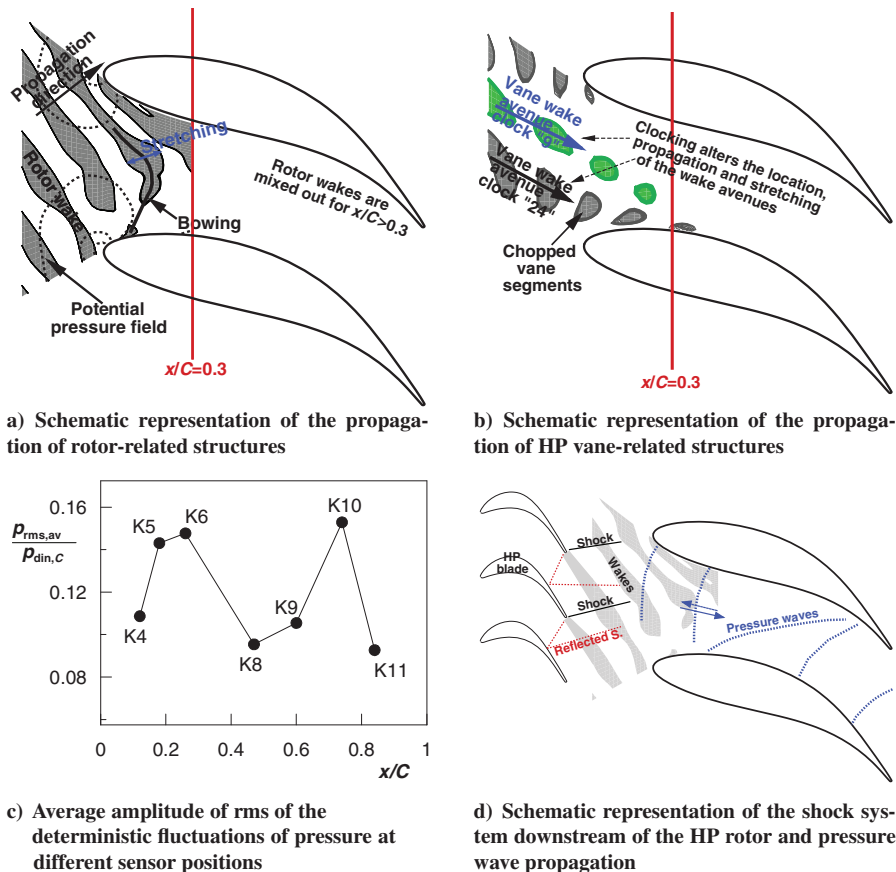 Propagation
direction
Stretching
Rotor wake
Rotor wakes are
mixed out for x/C>0.3
Bowing
Potential
pressure field
x/C=0.3
a) Schematic representation of the propaga-
tion of rotor-related structures
Vane wake
avenue
clock "9"
Vane wake
avenue
clock "24"
Clocking alters the location,
propagation and stretching
of the wake avenues
Chopped
vane
segments
x/C=0.3
b) Schematic representation of the propaga-
tion of HP vane-related structures
0.16
0.12
0.08
p rms,av
p din,C
K4
K5
K6
K8
K9
K10
K11
0 0.2 0.4 0.6 0.8 1
x/C
c) Average amplitude of rms of the
deterministic fluctuations of pressure at
different sensor positions
HP
blade
Shock
Wakes
Shock
Reflected S.
Pressure waves
d) Schematic representation of the shock sys-
tem downstream of the HP rotor and pressure
wave propagation